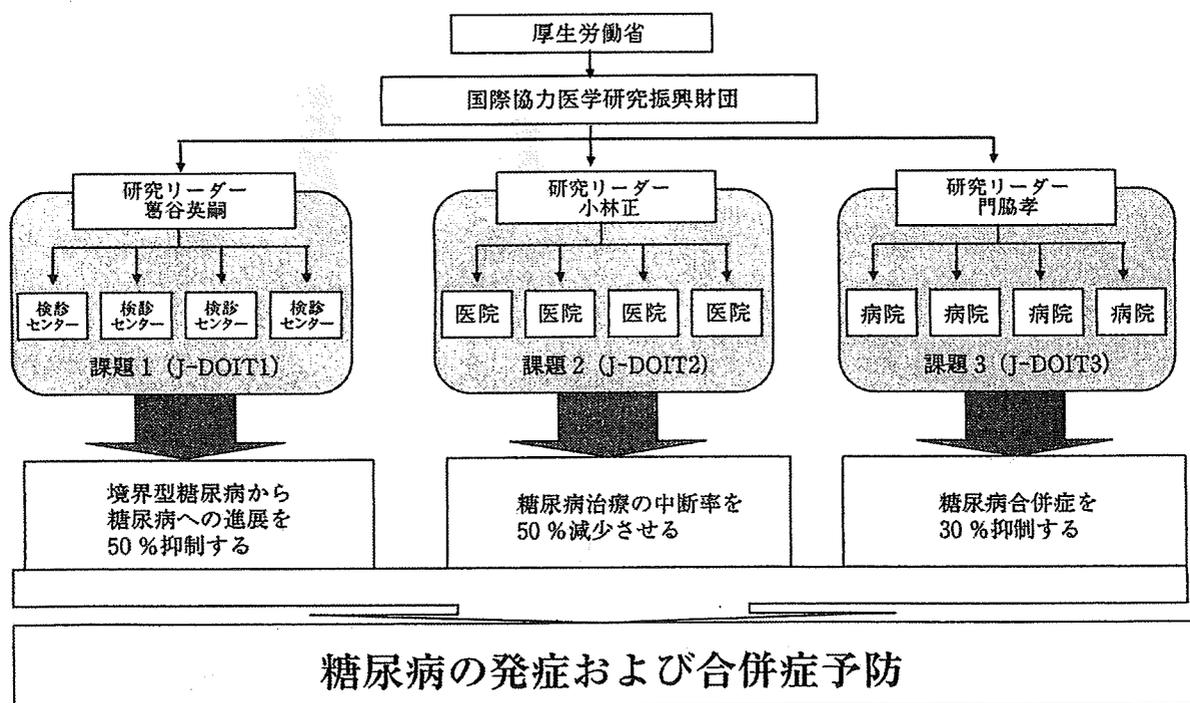 厚生労働省
国際協力医学研究振興財団
研究リーダー
葛谷英嗣
研究リーダー
小林正
研究リーダー
門脇孝
検診
センター
検診
センター
検診
センター
検診
センター
医院
医院
医院
医院
病院
病院
病院
病院
課題1（J-DOIT1）
課題2（J-DOIT2）
課題3（J-DOIT3）
境界型糖尿病から
糖尿病への進展を
50％抑制する
糖尿病治療の中断率を
50％減少させる
糖尿病合併症を
30％抑制する
糖尿病の発症および合併症予防